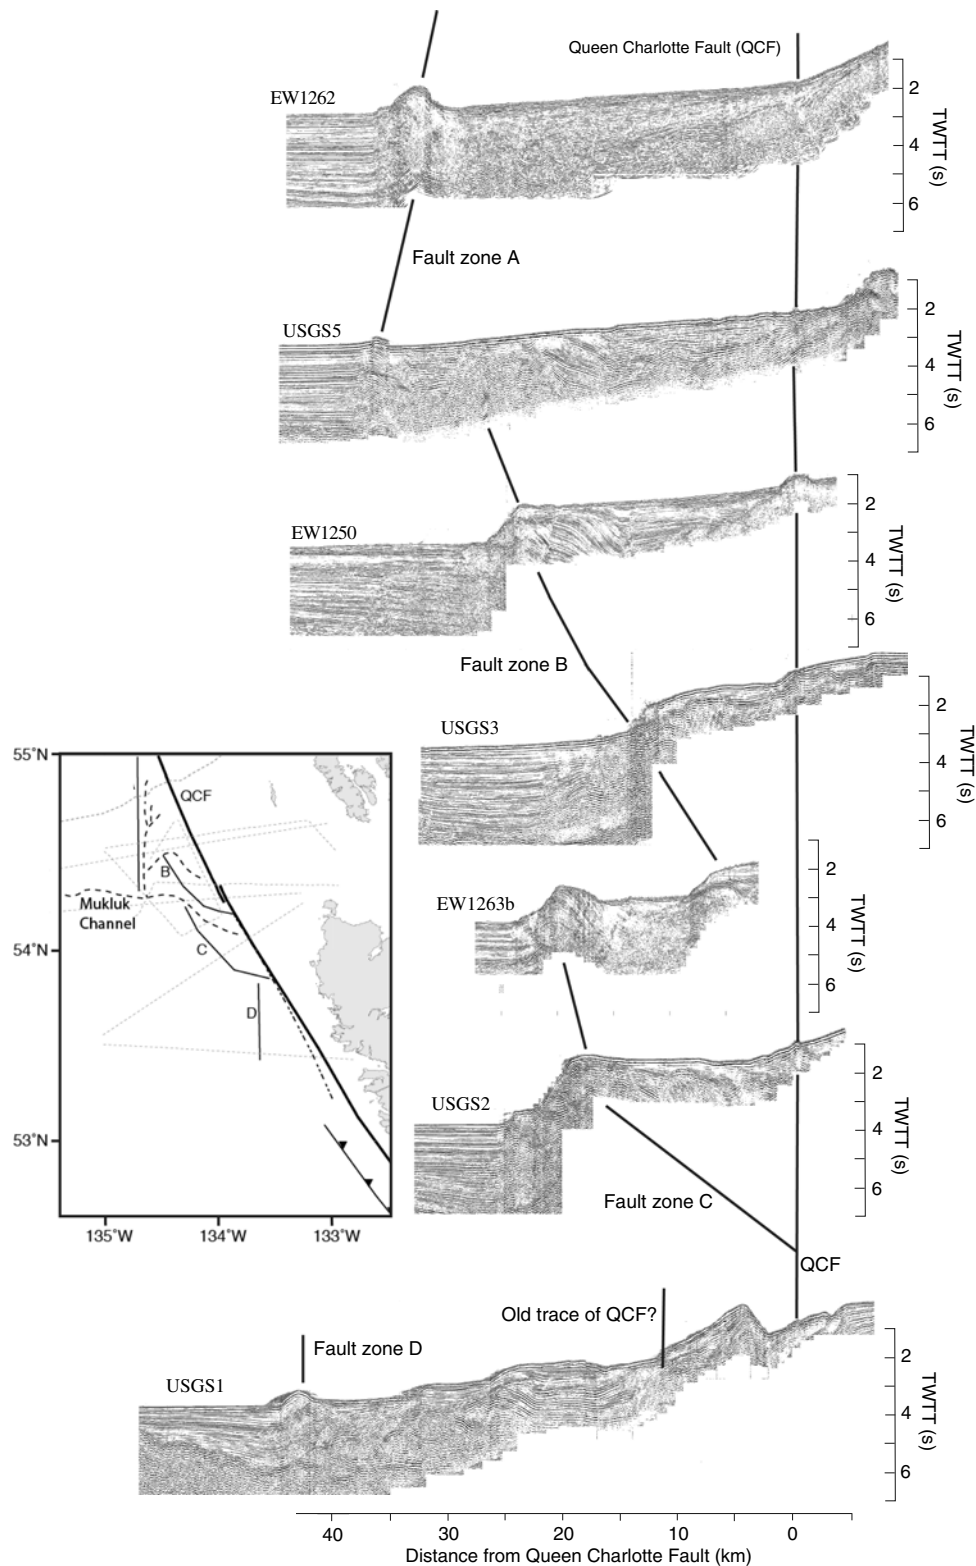 Queen Charlotte Fault (QCF)
EW1262
2
4
6
TWTT (s)
Fault zone A
USGS5
2
4
6
TWTT (s)
EW1250
2
4
6
TWTT (s)
Fault zone B
USGS3
2
4
6
TWTT (s)
55°N
54°N
53°N
135°W
134°W
133°W
QCF
B
Mukluk
Channel
C
D
EW1263b
2
4
6
TWTT (s)
USGS2
2
4
6
TWTT (s)
Fault zone C
QCF
Old trace of QCF?
Fault zone D
USGS1
2
4
6
TWTT (s)
40 30 20 10 0
Distance from Queen Charlotte Fault (km)